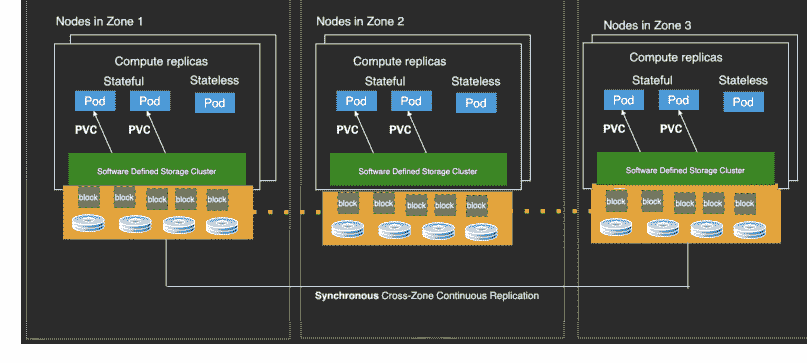 Nodes in Zone 1
Compute replicas
Stateful
Stateless
Pod
Pod
Pod
PVC
PVC
Software Defined Storage Cluster
block
block
block
block
block
Nodes in Zone 2
Compute replicas
Stateful
Stateless
Pod
Pod
Pod
PVC
PVC
Software Defined Storage Cluster
block
block
block
block
block
Nodes in Zone 3
Compute replicas
Stateful
Stateless
Pod
Pod
Pod
PVC
PVC
Software Defined Storage Cluster
block
block
block
block
block
Synchronous Cross-Zone Continuous Replication